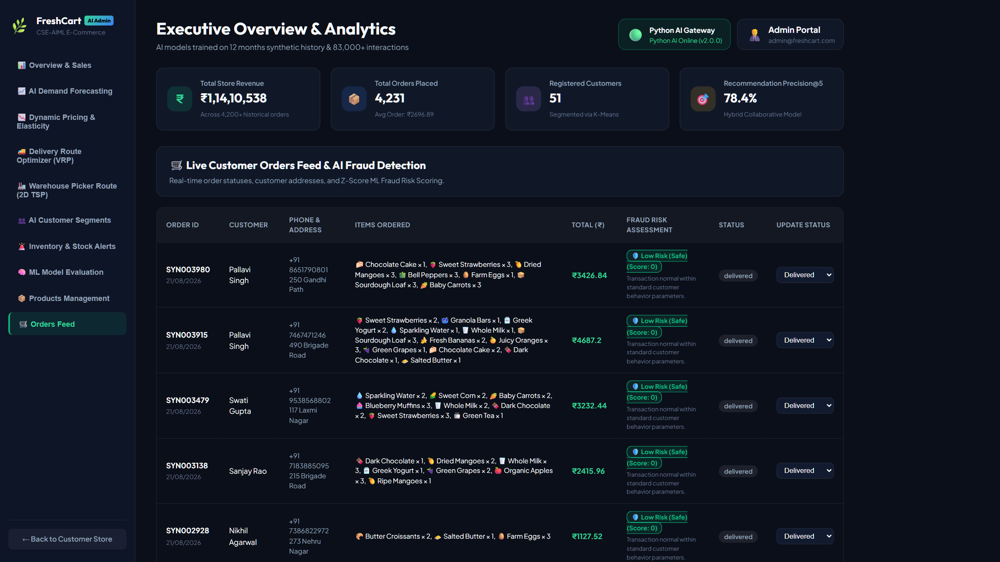 FreshCart AI Admin
CSE-AIML E-Commerce
Overview & Sales
AI Demand Forecasting
Dynamic Pricing &
Elasticity
Delivery Route
Optimizer (VRP)
Warehouse Picker Route
(2D TSP)
AI Customer Segments
Inventory & Stock Alerts
ML Model Evaluation
Products Management
Orders Feed
← Back to Customer Store
Executive Overview & Analytics
AI models trained on 12 months synthetic history & 83,000+ interactions
Python AI Gateway
Python AI Online (v2.0.0)
Admin Portal
admin@freshcart.com
₹
Total Store Revenue
₹1,14,10,538
Across 4,200+ historical orders
Total Orders Placed
4,231
Avg Order: ₹2696.89
Registered Customers
51
Segmented via K-Means
Recommendation Precision@5
78.4%
Hybrid Collaborative Model
Live Customer Orders Feed & AI Fraud Detection
Real-time order statuses, customer addresses, and Z-Score ML Fraud Risk Scoring.
ORDER ID
CUSTOMER
PHONE &
ADDRESS
ITEMS ORDERED
TOTAL (₹)
FRAUD RISK
ASSESSMENT
STATUS
UPDATE STATUS
SYN003980
21/08/2026
Pallavi
Singh
+91
8651790801
250 Gandhi
Path
Chocolate Cake × 1, Sweet Strawberries × 3, Dried
Mangoes × 3, Bell Peppers × 3, Farm Eggs × 1,
Sourdough Loaf × 3, Baby Carrots × 3
₹3426.84
Low Risk (Safe)
(Score: 0)
Transaction normal within
standard customer
behavior parameters.
delivered
Delivered
SYN003915
21/08/2026
Pallavi
Singh
+91
7467471246
490 Brigade
Road
Sweet Strawberries × 2, Granola Bars × 1, Greek
Yogurt × 2, Sparkling Water × 1, Whole Milk × 1,
Sourdough Loaf × 3, Fresh Bananas × 2, Juicy Oranges ×
3, Green Grapes × 1, Chocolate Cake × 2, Dark
Chocolate × 1, Salted Butter × 1
₹4687.2
Low Risk (Safe)
(Score: 0)
Transaction normal within
standard customer
behavior parameters.
delivered
Delivered
SYN003479
21/08/2026
Swati
Gupta
+91
9538568802
117 Laxmi
Nagar
Sparkling Water × 2, Sweet Corn × 2, Baby Carrots × 2,
Blueberry Muffins × 3, Whole Milk × 2, Dark Chocolate
× 2, Sweet Strawberries × 3, Green Tea × 1
₹3232.44
Low Risk (Safe)
(Score: 0)
Transaction normal within
standard customer
behavior parameters.
delivered
Delivered
SYN003138
21/08/2026
Sanjay Rao
+91
7183885095
215 Brigade
Road
Dark Chocolate × 1, Dried Mangoes × 2, Whole Milk ×
3, Greek Yogurt × 1, Green Grapes × 2, Organic Apples
× 3, Ripe Mangoes × 1
₹2415.96
Low Risk (Safe)
(Score: 0)
Transaction normal within
standard customer
behavior parameters.
delivered
Delivered
SYN002928
21/08/2026
Nikhil
Agarwal
+91
7386822972
273 Nehru
Nagar
Butter Croissants × 2, Salted Butter × 1, Farm Eggs × 3
₹1127.52
Low Risk (Safe)
(Score: 0)
Transaction normal within
standard customer
behavior parameters.
delivered
Delivered